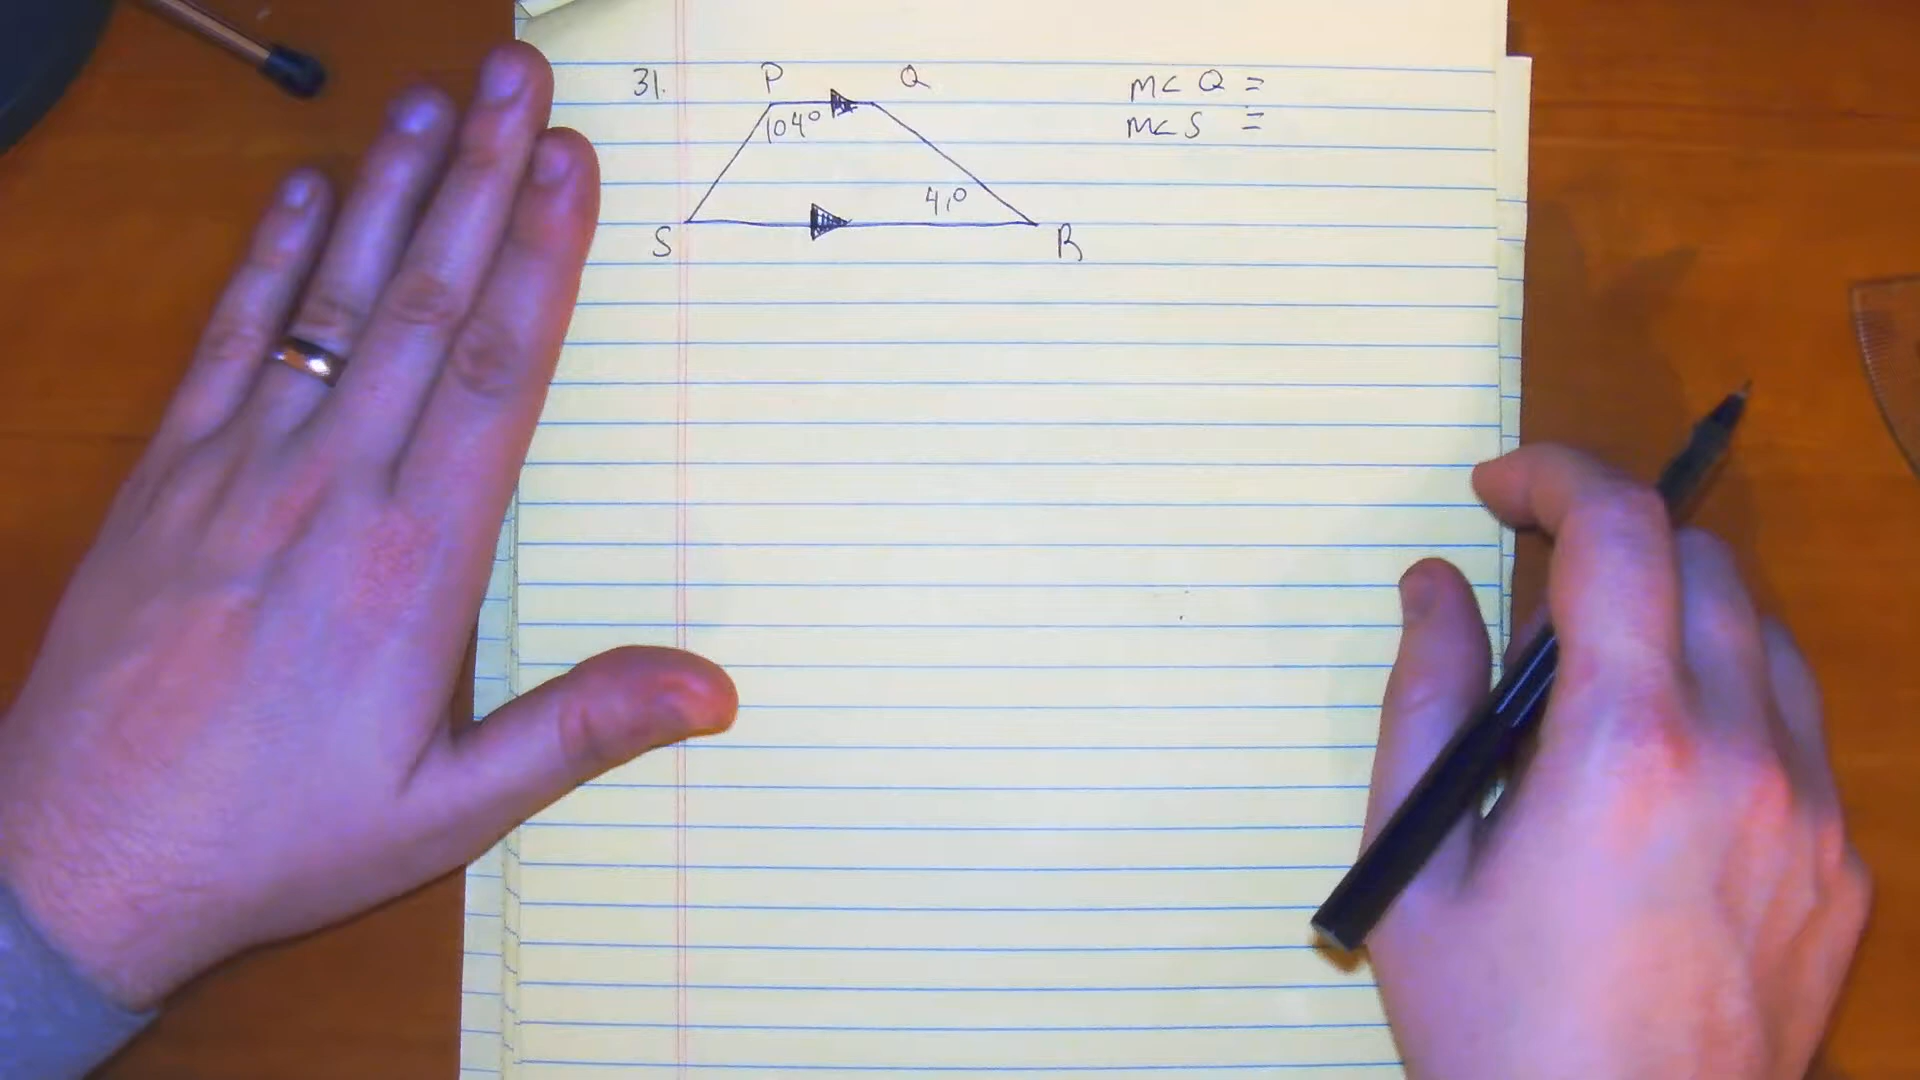 31. P Q
104°
41°
S R
m< Q =
m< S =